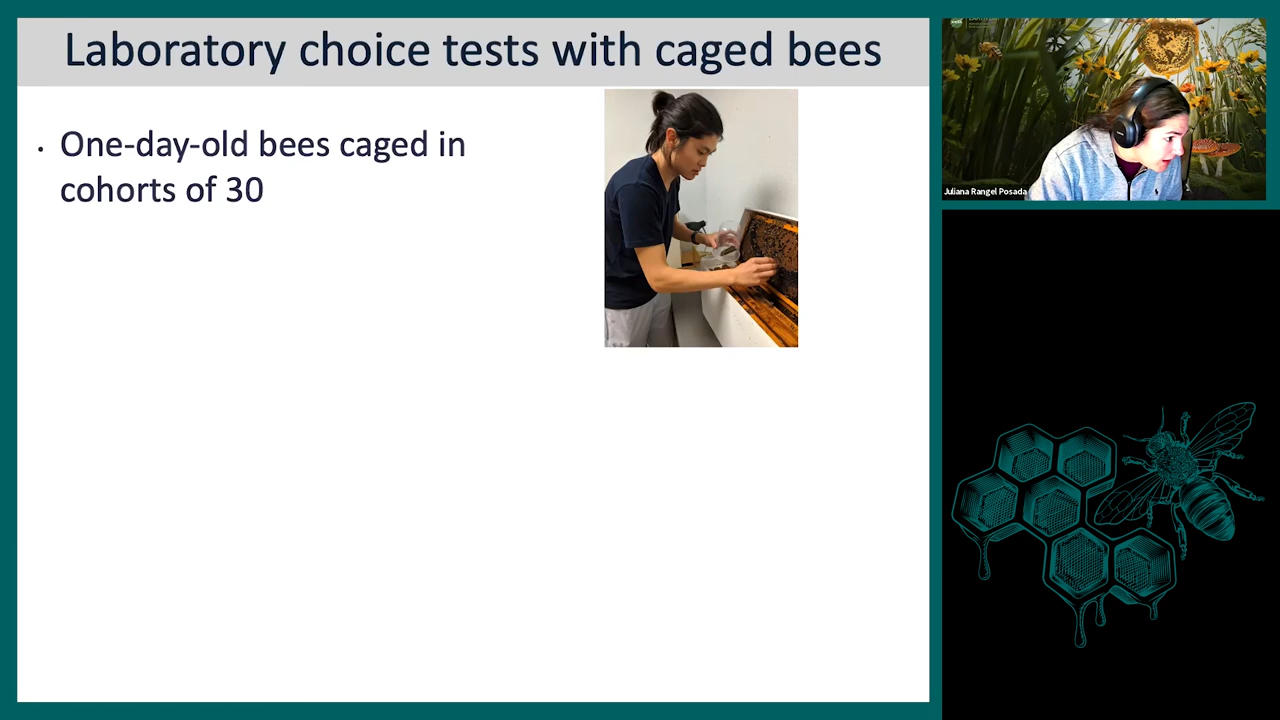 Laboratory choice tests with caged bees
· One-day-old bees caged in
cohorts of 30
Juliana Rangel Posada